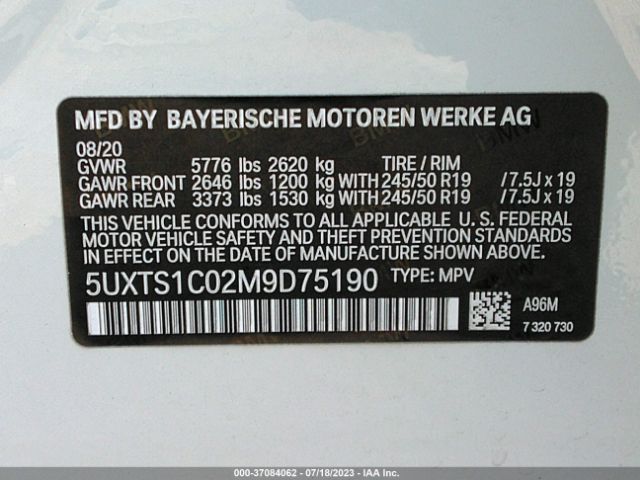 MFD BY BAYERISCHE MOTOREN WERKE AG
08/20
GVWR 5776 lbs 2620 kg TIRE / RIM
GAWR FRONT 2646 lbs 1200 kg WITH 245/50 R19 /7.5J x 19
GAWR REAR 3373 lbs 1530 kg WITH 245/50 R19 /7.5J x 19
THIS VEHICLE CONFORMS TO ALL APPLICABLE U. S. FEDERAL
MOTOR VEHICLE SAFETY AND THEFT PREVENTION STANDARDS
IN EFFECT ON THE DATE OF MANUFACTURE SHOWN ABOVE.
5UXTS1C02M9D75190 TYPE: MPV
A96M
7 320 730
000-37084062 - 07/18/2023 - IAA Inc.